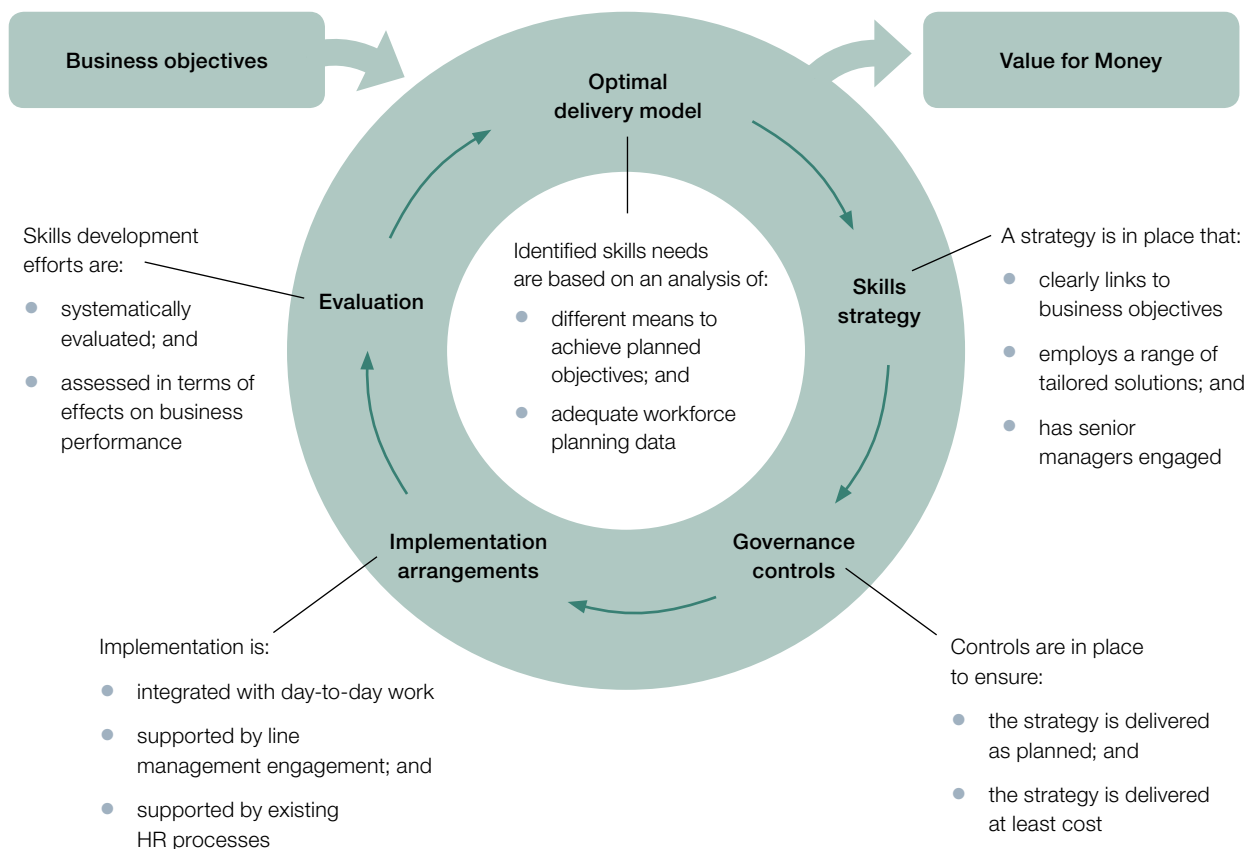 Business objectives
Value for Money
Optimal
delivery model
Identified skills needs
are based on an analysis of:
different means to
achieve planned
objectives; and
adequate workforce
planning data
Skills
strategy
A strategy is in place that:
clearly links to
business objectives
employs a range of
tailored solutions; and
has senior
managers engaged
Governance
controls
Controls are in place
to ensure:
the strategy is delivered
as planned; and
the strategy is delivered
at least cost
Implementation
arrangements
Implementation is:
integrated with day-to-day work
supported by line
management engagement; and
supported by existing
HR processes
Evaluation
Skills development
efforts are:
systematically
evaluated; and
assessed in terms of
effects on business
performance